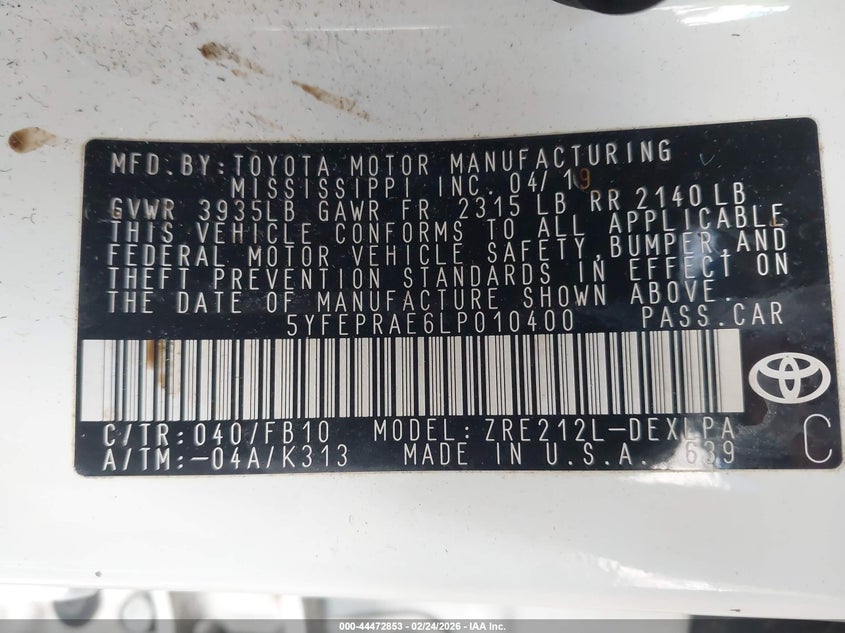 MFD.BY:TOYOTA MOTOR MANUFACTURING
MISSISSIPPI INC. 04/19
GVWR 3935LB GAWR FR 2315 LB RR 2140 LB
THIS VEHICLE CONFORMS TO ALL APPLICABLE
FEDERAL MOTOR VEHICLE SAFETY, BUMPER, AND
THEFT PREVENTION STANDARDS IN EFFECT ON
THE DATE OF MANUFACTURE SHOWN ABOVE.
5YFEPRAE6LP010400 PASS.CAR
C/TR:040/FB10 MODEL:ZRE212L-DEXLPA
A/TM:-04A/K313 MADE IN U.S.A. 639
C
000-44472853 - 02/24/2026 - IAA Inc.